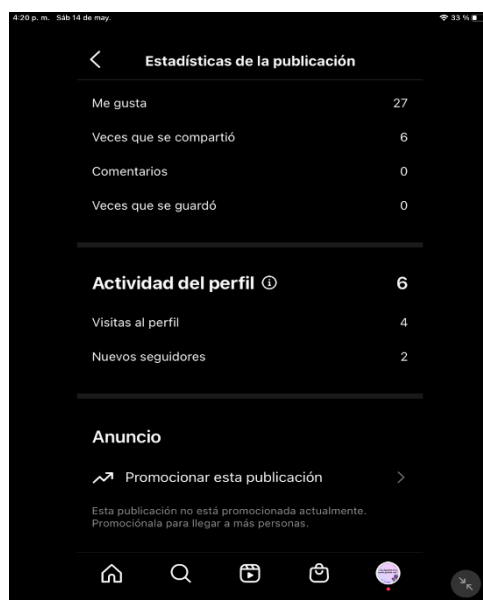 4:20 p. m. Sáb 14 de may. 33 %
Estadísticas de la publicación
Me gusta 27
Veces que se compartió 6
Comentarios 0
Veces que se guardó 0
Actividad del perfil 6
Visitas al perfil 4
Nuevos seguidores 2
Anuncio
Promocionar esta publicación
Esta publicación no está promocionada actualmente.
Promociónala para llegar a más personas.